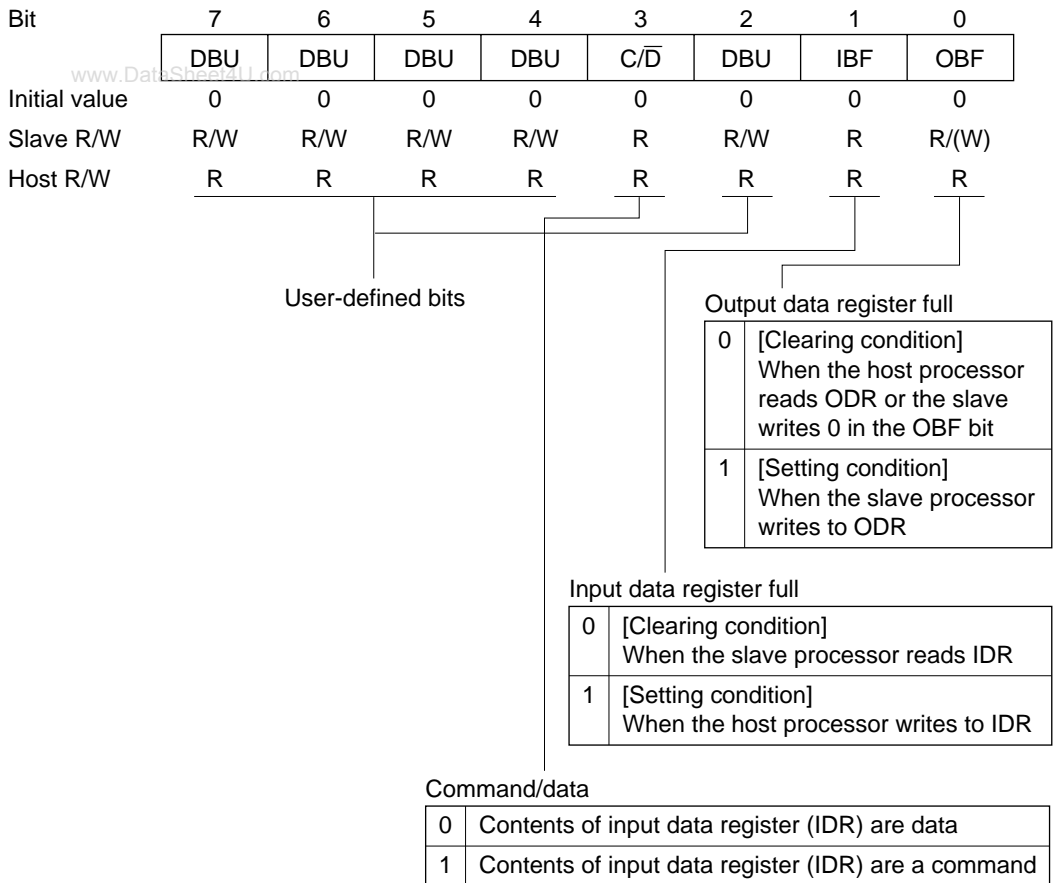 Bit 7 6 5 4 3 2 1 0
DBU DBU DBU DBU C/D̅ DBU IBF OBF
www.DataSheet4U.com
Initial value 0 0 0 0 0 0 0 0
Slave R/W R/W R/W R/W R/W R R/W R R/(W)
Host R/W R R R R R R R R
User-defined bits
Output data register full
0 [Clearing condition]
When the host processor
reads ODR or the slave
writes 0 in the OBF bit
1 [Setting condition]
When the slave processor
writes to ODR
Input data register full
0 [Clearing condition]
When the slave processor reads IDR
1 [Setting condition]
When the host processor writes to IDR
Command/data
0 Contents of input data register (IDR) are data
1 Contents of input data register (IDR) are a command